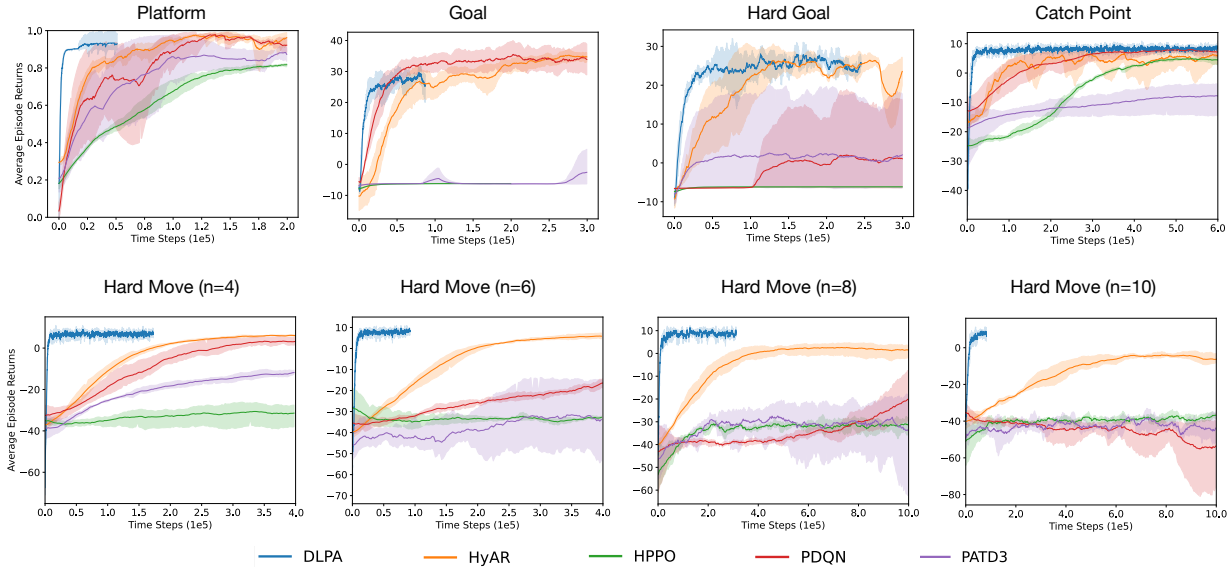 Platform Goal Hard Goal Catch Point
Average Episode Returns
1.0
0.8
0.6
0.4
0.2
0.0
0.0 0.2 0.5 0.8 1.0 1.2 1.5 1.8 2.0
Time Steps (1e5)
40
30
20
10
0
−10
0.0 0.5 1.0 1.5 2.0 2.5 3.0
Time Steps (1e5)
30
20
10
0
−10
0.0 0.5 1.0 1.5 2.0 2.5 3.0
Time Steps (1e5)
10
0
−10
−20
−30
−40
0.0 1.0 2.0 3.0 4.0 5.0 6.0
Time Steps (1e5)
Hard Move (n=4) Hard Move (n=6) Hard Move (n=8) Hard Move (n=10)
Average Episode Returns
0
−20
−40
−60
0.0 0.5 1.0 1.5 2.0 2.5 3.0 3.5 4.0
Time Steps (1e5)
10
0
−10
−20
−30
−40
−50
−60
−70
0.0 0.5 1.0 1.5 2.0 2.5 3.0 3.5 4.0
Time Steps (1e5)
10
0
−10
−20
−30
−40
−50
−60
0.0 2.0 4.0 6.0 8.0 10.0
Time Steps (1e5)
0
−20
−40
−60
−80
0.0 2.0 4.0 6.0 8.0 10.0
Time Steps (1e5)
DLPA HyAR HPPO PDQN PATD3